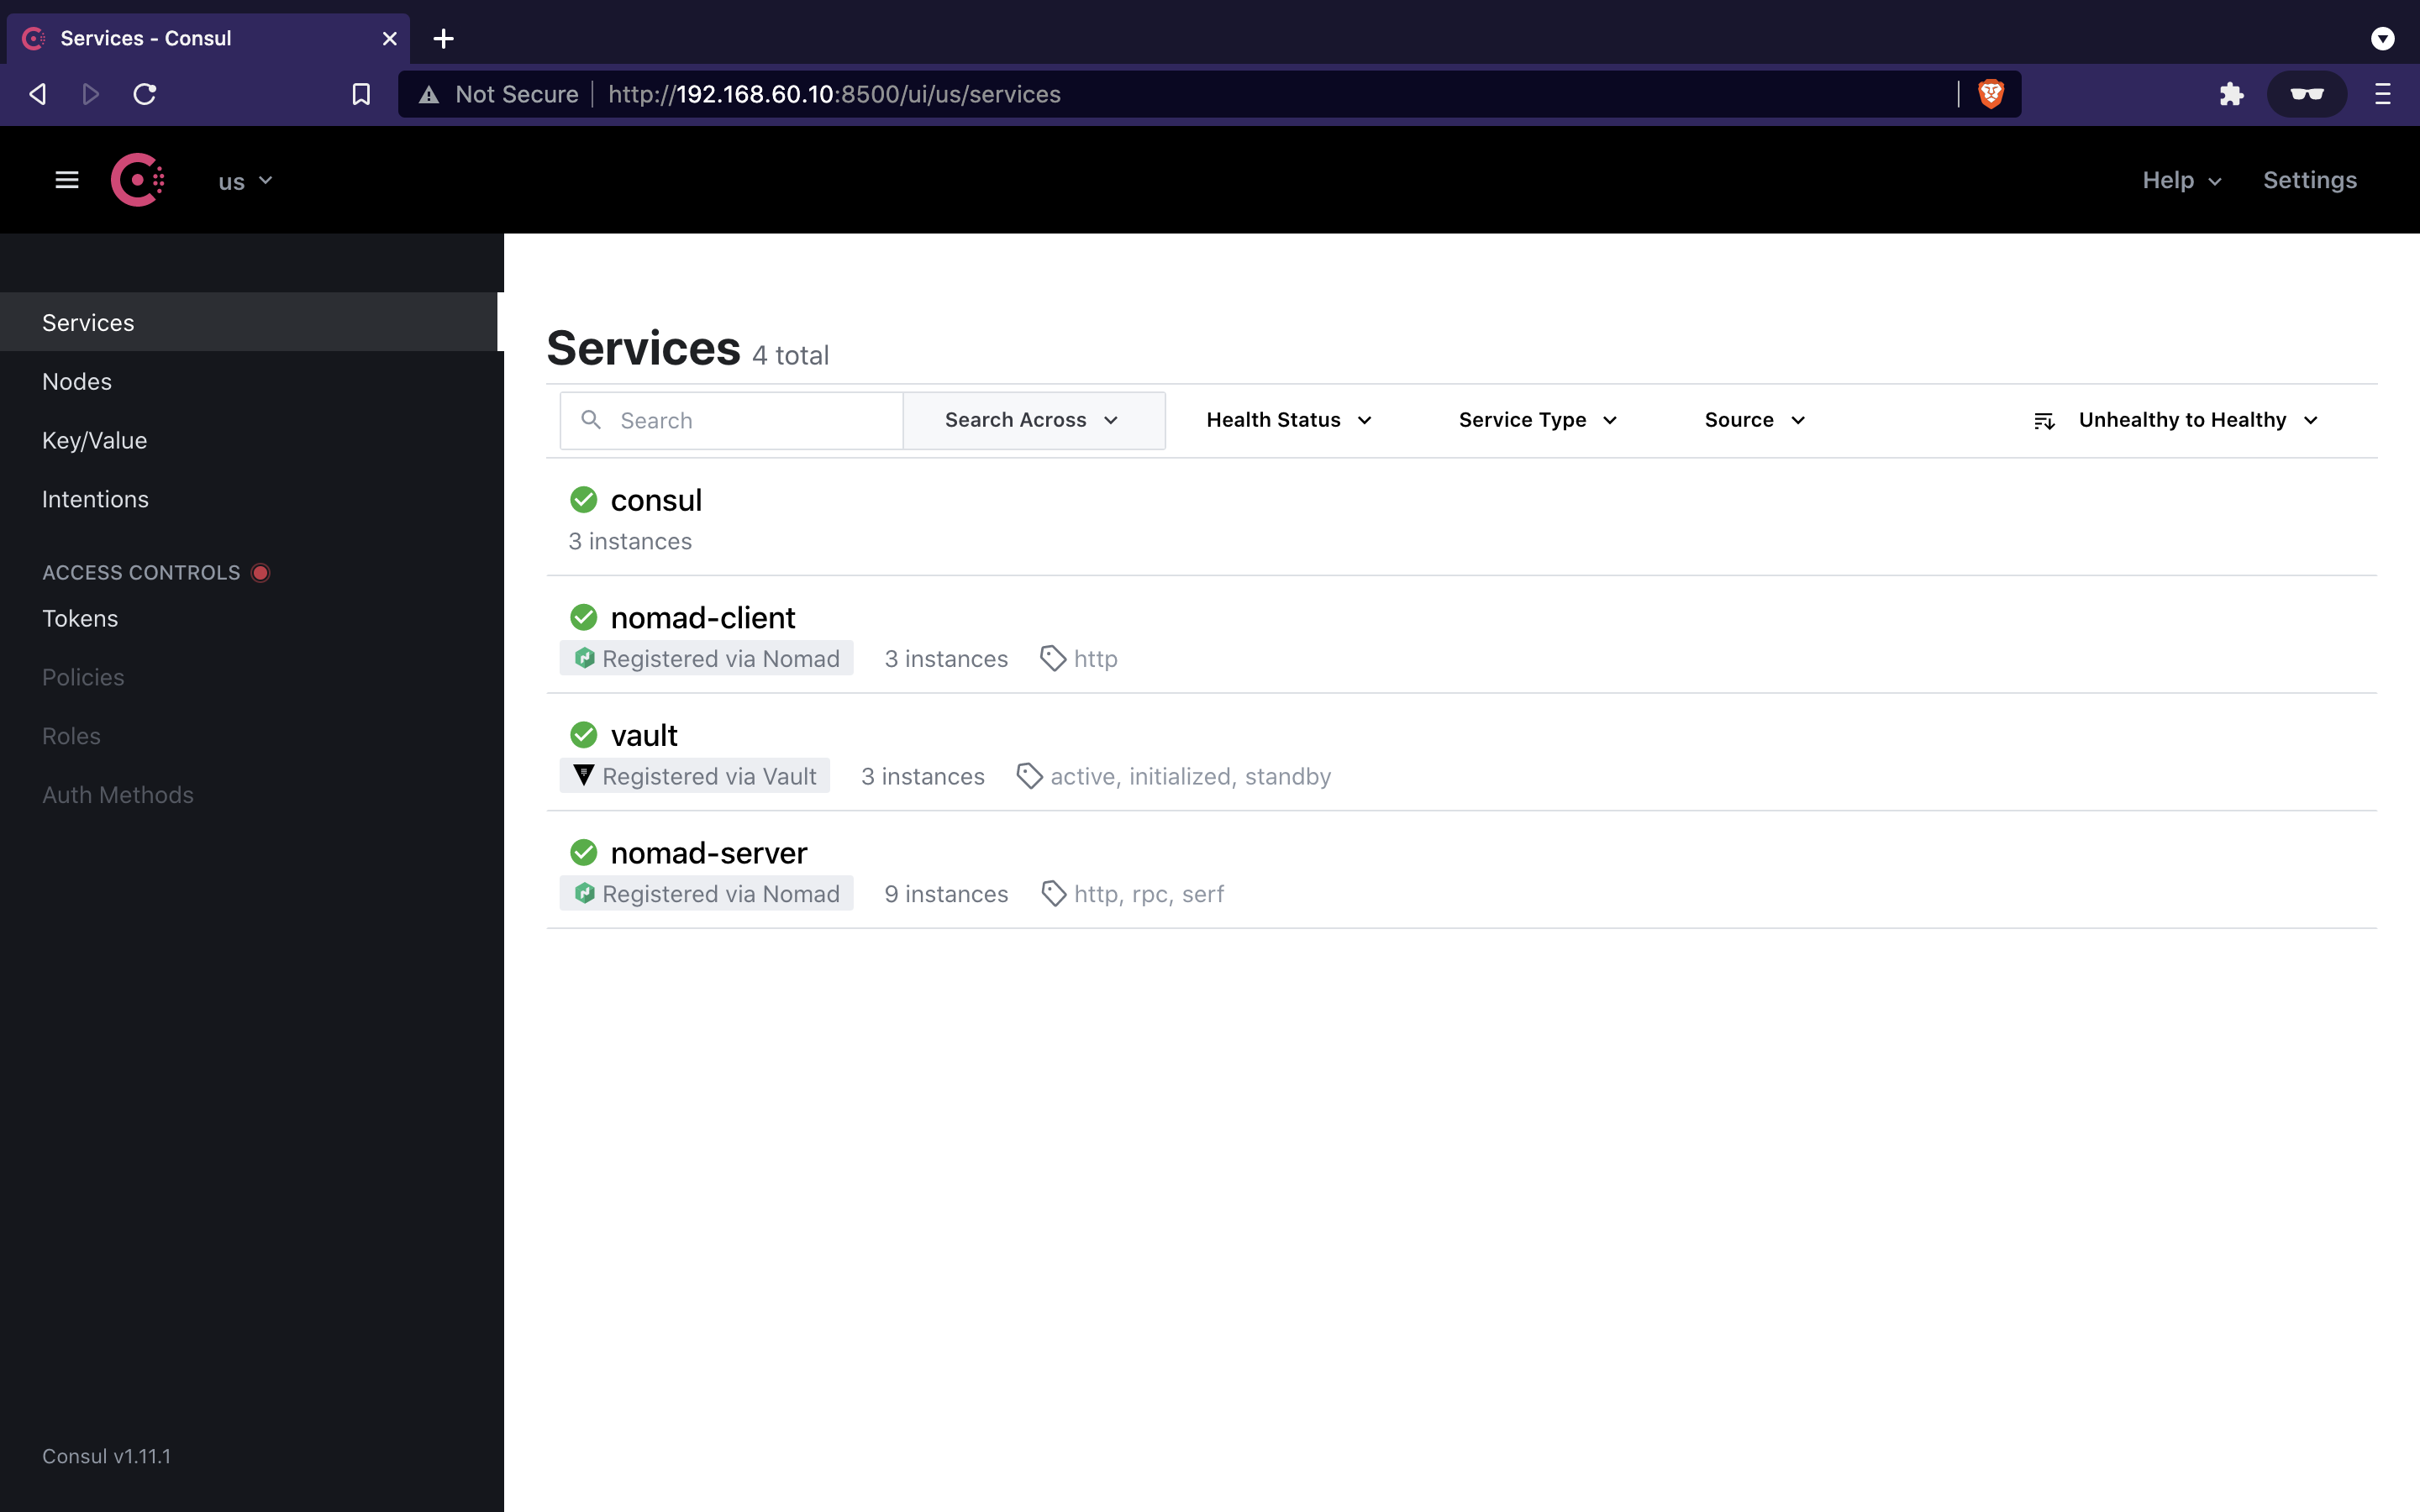 Services - Consul
Not Secure http://192.168.60.10:8500/ui/us/services
us
Help
Settings
Services
Nodes
Key/Value
Intentions
ACCESS CONTROLS
Tokens
Policies
Roles
Auth Methods
Consul v1.11.1
Services 4 total
Search
Search Across
Health Status
Service Type
Source
Unhealthy to Healthy
consul
3 instances
nomad-client
Registered via Nomad 3 instances http
vault
Registered via Vault 3 instances active, initialized, standby
nomad-server
Registered via Nomad 9 instances http, rpc, serf